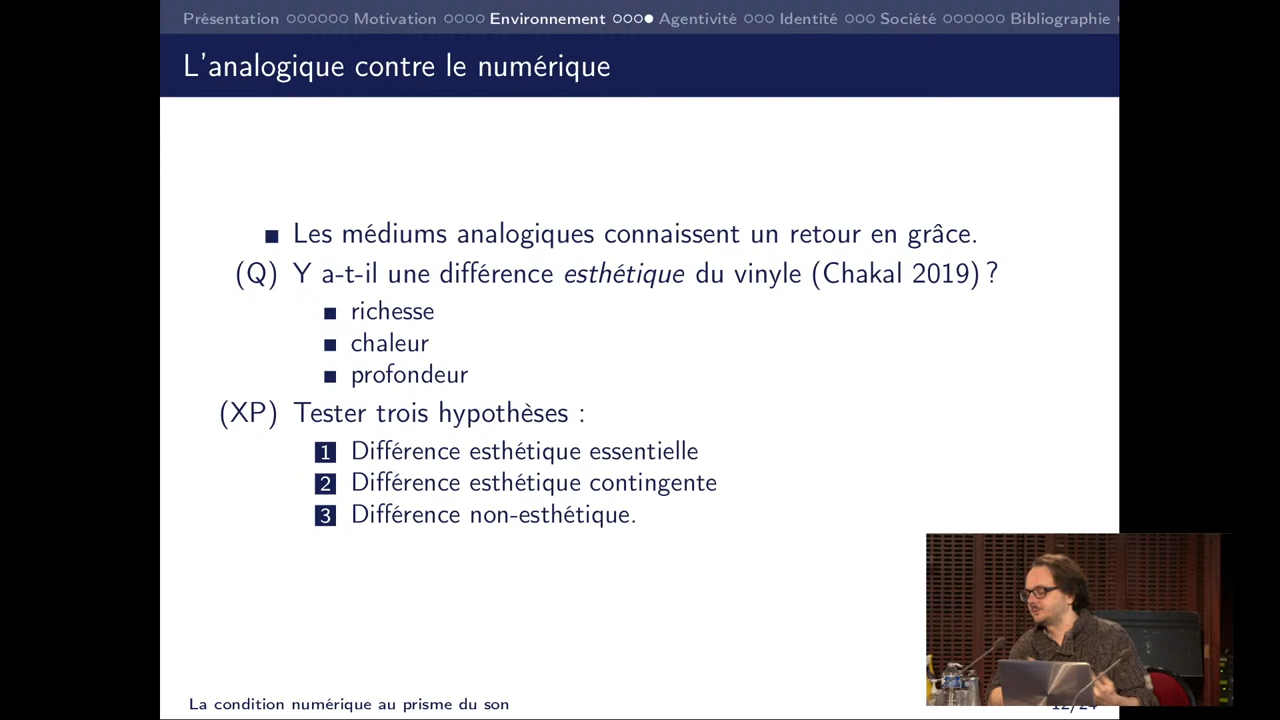 Présentation Motivation Environnement Agentivité Identité Société Bibliographie
L'analogique contre le numérique
Les médiums analogiques connaissent un retour en grâce.
(Q) Y a-t-il une différence esthétique du vinyle (Chakal 2019) ?
richesse
chaleur
profondeur
(XP) Tester trois hypothèses :
1 Différence esthétique essentielle
2 Différence esthétique contingente
3 Différence non-esthétique.
La condition numérique au prisme du son